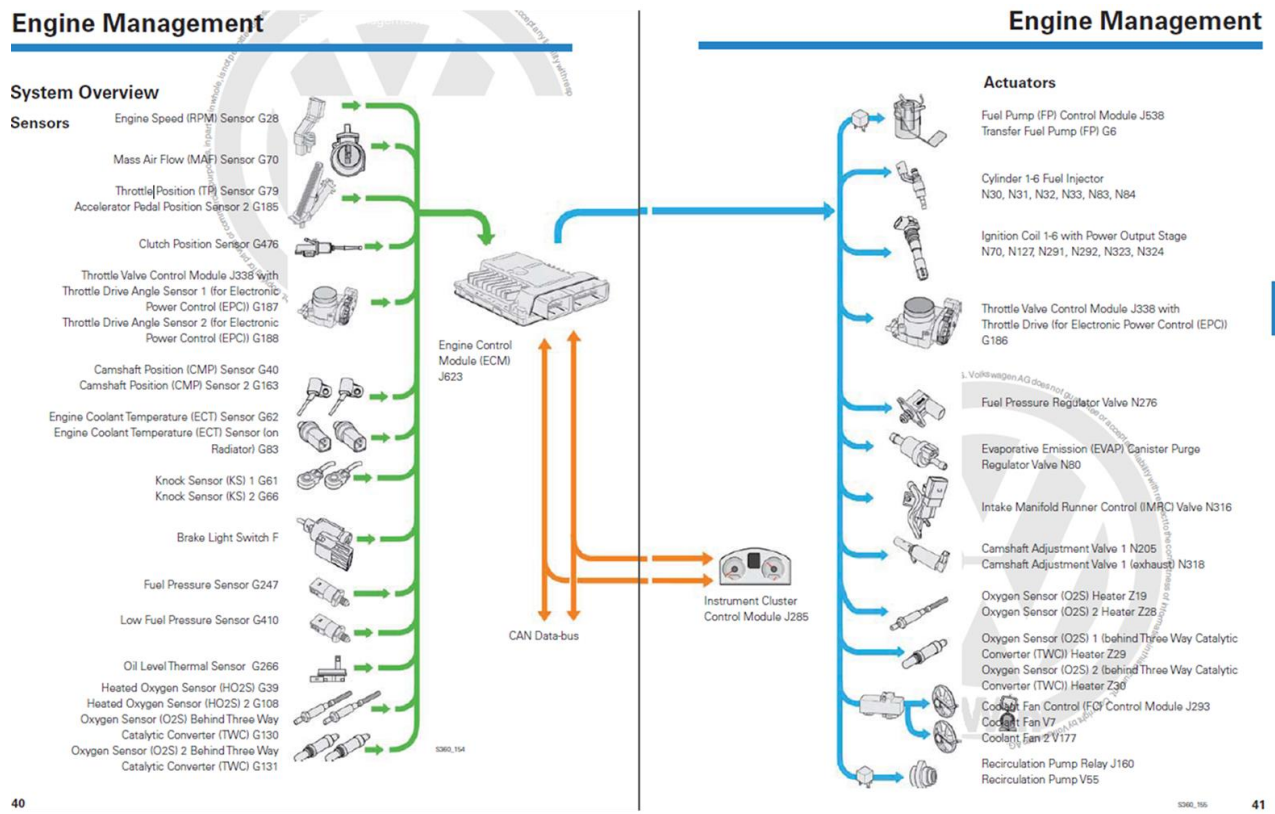 Engine Management
System Overview
Sensors
Engine Speed (RPM) Sensor G28
Mass Air Flow (MAF) Sensor G70
Throttle Position (TP) Sensor G79
Accelerator Pedal Position Sensor 2 G185
Clutch Position Sensor G476
Throttle Valve Control Module J338 with
Throttle Drive Angle Sensor 1 (for Electronic
Power Control (EPC)) G187
Throttle Drive Angle Sensor 2 (for Electronic
Power Control (EPC)) G188
Camshaft Position (CMP) Sensor G40
Camshaft Position (CMP) Sensor 2 G163
Engine Coolant Temperature (ECT) Sensor G62
Engine Coolant Temperature (ECT) Sensor (on
Radiator) G83
Knock Sensor (KS) 1 G61
Knock Sensor (KS) 2 G66
Brake Light Switch F
Fuel Pressure Sensor G247
Low Fuel Pressure Sensor G410
Oil Level Thermal Sensor G266
Heated Oxygen Sensor (HO2S) G39
Heated Oxygen Sensor (HO2S) 2 G108
Oxygen Sensor (O2S) Behind Three Way
Catalytic Converter (TWC) G130
Oxygen Sensor (O2S) 2 Behind Three Way
Catalytic Converter (TWC) G131
Engine Control
Module (ECM)
J623
CAN Data-bus
S360_154
40
Engine Management
Instrument Cluster
Control Module J285
Actuators
Fuel Pump (FP) Control Module J538
Transfer Fuel Pump (FP) G6
Cylinder 1-6 Fuel Injector
N30, N31, N32, N33, N83, N84
Ignition Coil 1-6 with Power Output Stage
N70, N127, N291, N292, N323, N324
Throttle Valve Control Module J338 with
Throttle Drive (for Electronic Power Control (EPC))
G186
Fuel Pressure Regulator Valve N276
Evaporative Emission (EVAP) Canister Purge
Regulator Valve N80
Intake Manifold Runner Control (IMRC) Valve N316
Camshaft Adjustment Valve 1 N205
Camshaft Adjustment Valve 1 (exhaust) N318
Oxygen Sensor (O2S) Heater Z19
Oxygen Sensor (O2S) 2 Heater Z28
Oxygen Sensor (O2S) 1 (behind Three Way Catalytic
Converter (TWC)) Heater Z29
Oxygen Sensor (O2S) 2 (behind Three Way Catalytic
Converter (TWC)) Heater Z30
Coolant Fan Control (FC) Control Module J293
Coolant Fan V7
Coolant Fan 2 V177
Recirculation Pump Relay J160
Recirculation Pump V55
S360_155
41